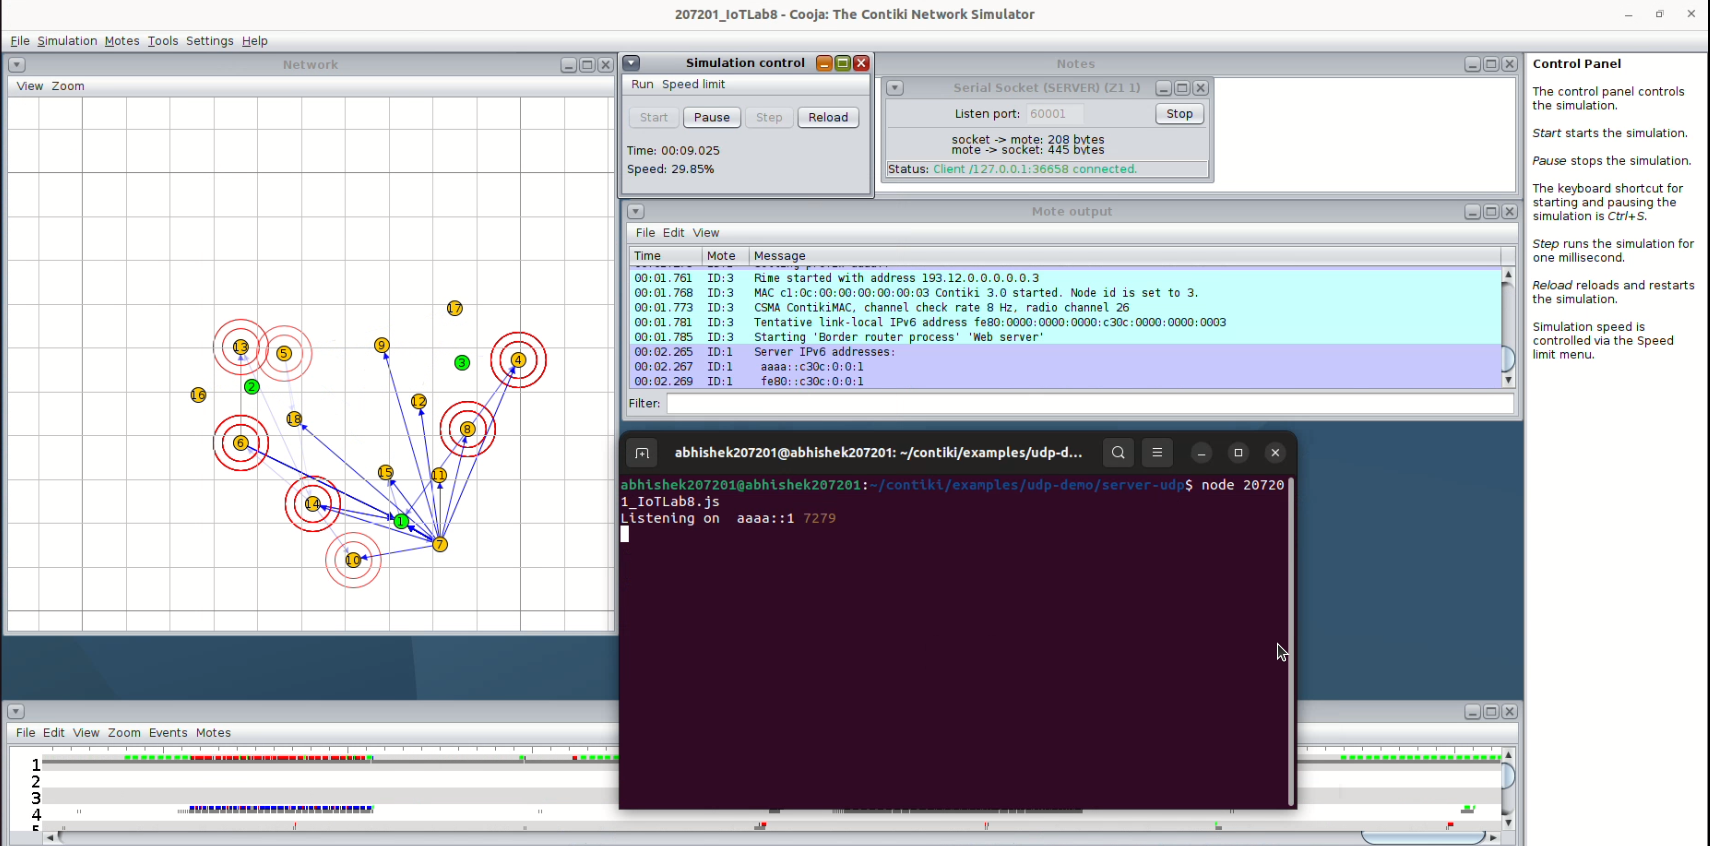 207201_IoTLab8 - Cooja: The Contiki Network Simulator
File Simulation Motes Tools Settings Help
Network
View Zoom
17
13
5
9
3
4
2
16
12
18
8
6
15
11
14
1
7
10
Simulation control
Run Speed limit
Start Pause Step Reload
Time: 00:09.025
Speed: 29.85%
Notes
Serial Socket (SERVER) (Z1 1)
Listen port: 60001 Stop
socket -> mote: 208 bytes
mote -> socket: 445 bytes
Status: Client /127.0.0.1:36658 connected.
Mote output
File Edit View
Time Mote Message
00:01.761 ID:3 Rime started with address 193.12.0.0.0.0.0.3
00:01.768 ID:3 MAC c1:0c:00:00:00:00:00:03 Contiki 3.0 started. Node id is set to 3.
00:01.773 ID:3 CSMA ContikiMAC, channel check rate 8 Hz, radio channel 26
00:01.781 ID:3 Tentative link-local IPv6 address fe80:0000:0000:0000:c30c:0000:0000:0003
00:01.785 ID:3 Starting 'Border router process' 'Web server'
00:02.265 ID:1 Server IPv6 addresses:
00:02.267 ID:1 aaaa::c30c:0:0:1
00:02.269 ID:1 fe80::c30c:0:0:1
Filter:
abhishek207201@abhishek207201: ~/contiki/examples/udp-d...
abhishek207201@abhishek207201:~/contiki/examples/udp-demo/server-udp$ node 20720
1_IoTLab8.js
Listening on aaaa::1 7279
File Edit View Zoom Events Motes
1
2
3
4
5
Control Panel
The control panel controls
the simulation.
Start starts the simulation.
Pause stops the simulation.
The keyboard shortcut for
starting and pausing the
simulation is Ctrl+S.
Step runs the simulation for
one millisecond.
Reload reloads and restarts
the simulation.
Simulation speed is
controlled via the Speed
limit menu.